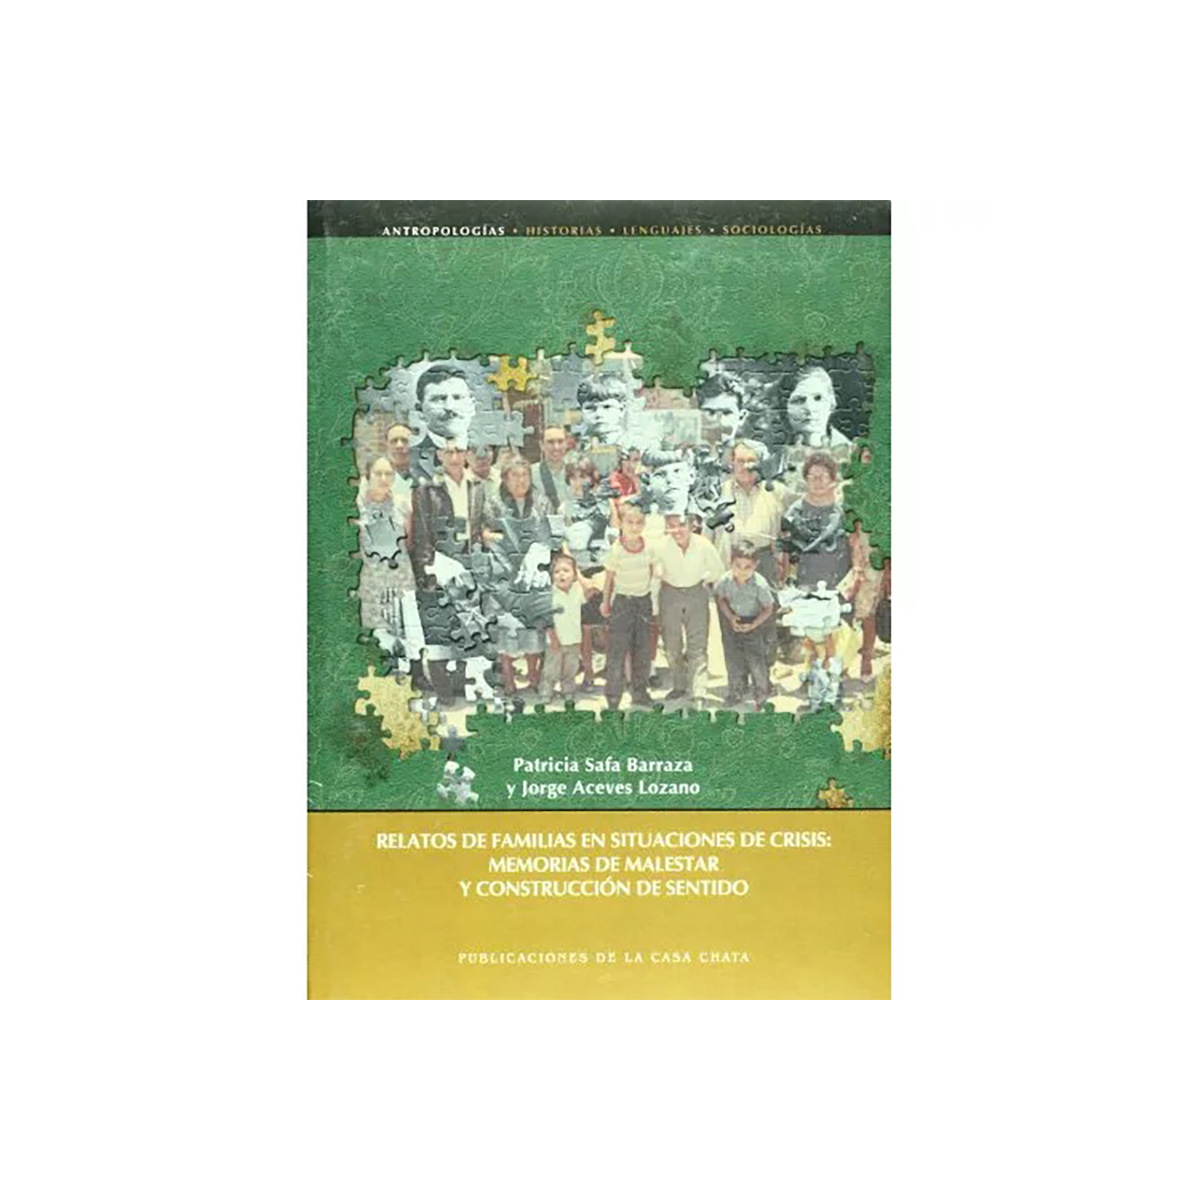 ANTROPOLOGÍAS • HISTORIAS • LENGUAJES • SOCIOLOGÍAS
Patricia Safa Barraza
y Jorge Aceves Lozano
RELATOS DE FAMILIAS EN SITUACIONES DE CRISIS:
MEMORIAS DE MALESTAR
Y CONSTRUCCIÓN DE SENTIDO
PUBLICACIONES DE LA CASA CHATA